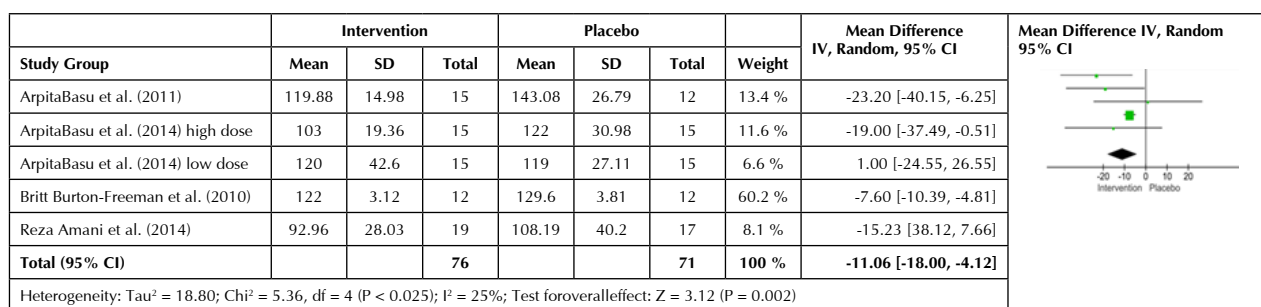 Intervention Placebo Mean Difference IV, Random, 95% CI Mean Difference IV, Random 95% CI
Study Group Mean SD Total Mean SD Total Weight
ArpitaBasu et al. (2011) 119.88 14.98 15 143.08 26.79 12 13.4 % -23.20 [-40.15, -6.25]
ArpitaBasu et al. (2014) high dose 103 19.36 15 122 30.98 15 11.6 % -19.00 [-37.49, -0.51]
ArpitaBasu et al. (2014) low dose 120 42.6 15 119 27.11 15 6.6 % 1.00 [-24.55, 26.55]
Britt Burton-Freeman et al. (2010) 122 3.12 12 129.6 3.81 12 60.2 % -7.60 [-10.39, -4.81]
Reza Amani et al. (2014) 92.96 28.03 19 108.19 40.2 17 8.1 % -15.23 [38.12, 7.66]
Total (95% CI) 76 71 100 % -11.06 [-18.00, -4.12]
Heterogeneity: Tau² = 18.80; Chi² = 5.36, df = 4 (P < 0.025); I² = 25%; Test foroveralleffect: Z = 3.12 (P = 0.002)
-20 -10 0 10 20
Intervention Placebo